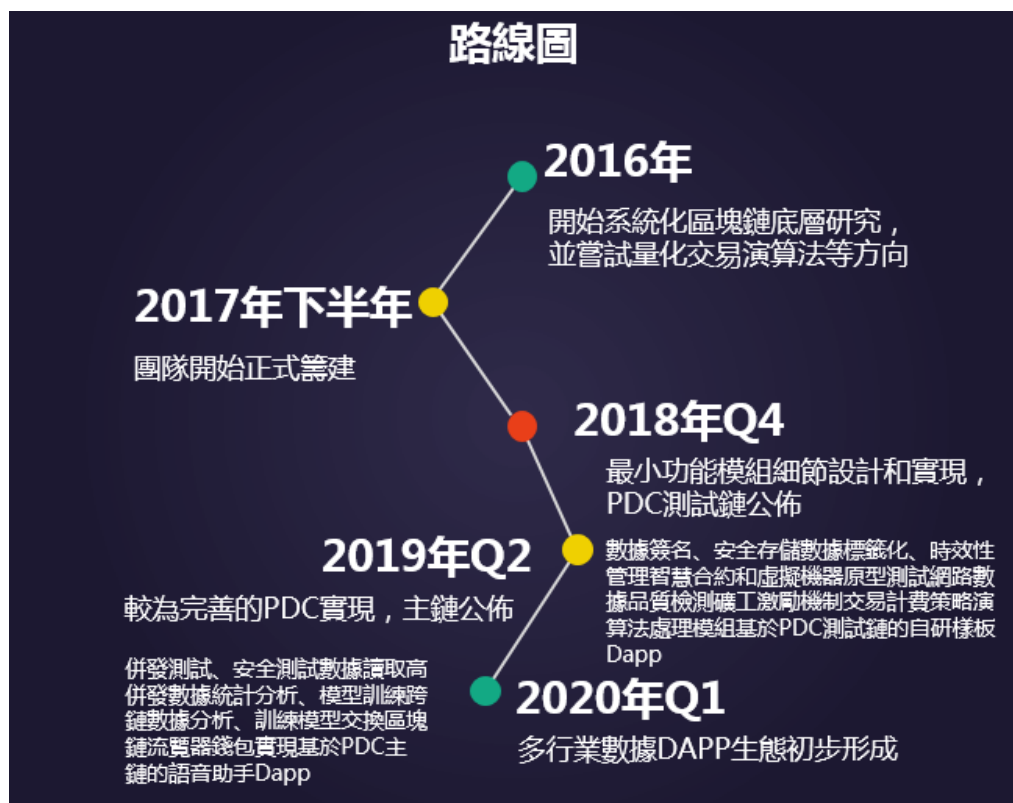 路線圖
2016年
開始系統化區塊鏈底層研究，
並嘗試量化交易演算法等方向
2017年下半年
團隊開始正式籌建
2018年Q4
最小功能模組細節設計和實現，
PDC測試鏈公佈
數據簽名、安全存儲數據標籤化、時效性
管理智慧合約和虛擬機器原型測試網路數
據品質檢測礦工激勵機制交易計費策略演
算法處理模組基於PDC測試鏈的自研樣板
Dapp
2019年Q2
較為完善的PDC實現，主鏈公佈
併發測試、安全測試數據讀取高
併發數據統計分析、模型訓練跨
鏈數據分析、訓練模型交換區塊
鏈流覽器錢包實現基於PDC主
鏈的語音助手Dapp
2020年Q1
多行業數據DAPP生態初步形成